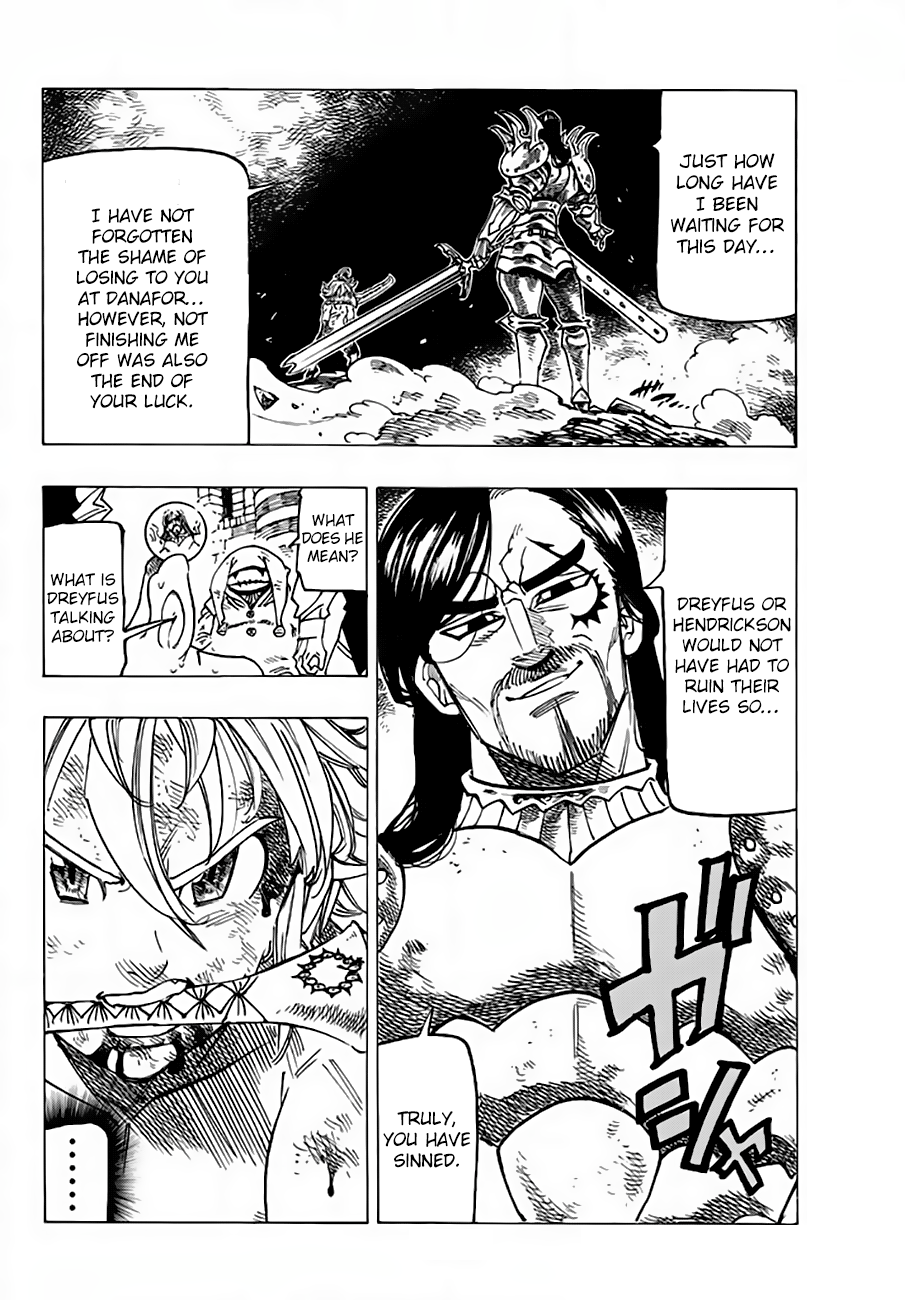 JUST HOW
LONG HAVE
I BEEN
WAITING FOR
THIS DAY...
I HAVE NOT
FORGOTTEN
THE SHAME OF
LOSING TO YOU
AT DANAFOR...
HOWEVER, NOT
FINISHING ME
OFF WAS ALSO
THE END OF
YOUR LUCK.
DREYFUS OR
HENDRICKSON
WOULD NOT
HAVE HAD TO
RUIN THEIR
LIVES SO...
ガシャ
TRULY,
YOU HAVE
SINNED.
WHAT
DOES HE
MEAN?
WHAT IS
DREYFUS
TALKING
ABOUT?
......